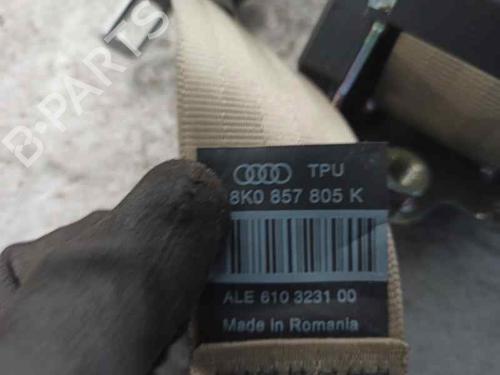 B-PARTS
TPU
8K0 857 805 K
ALE 610 3231 00
Made in Romania